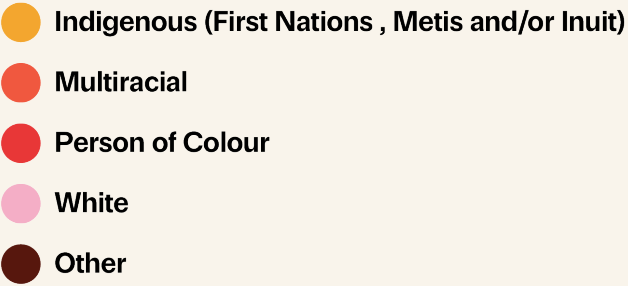 Indigenous (First Nations , Metis and/or Inuit)
Multiracial
Person of Colour
White
Other